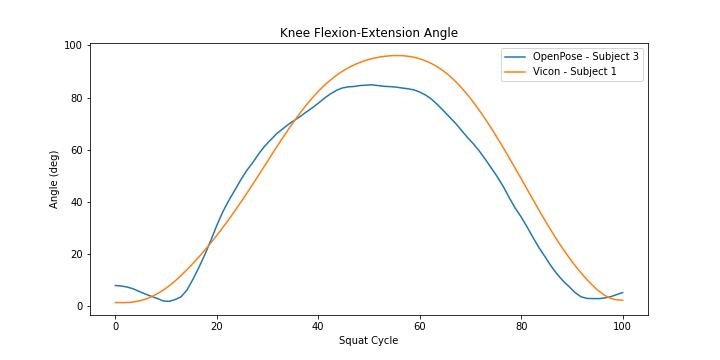 Knee Flexion-Extension Angle
OpenPose - Subject 3
Vicon - Subject 1
Angle (deg)
100
80
60
40
20
0
0 20 40 60 80 100
Squat Cycle